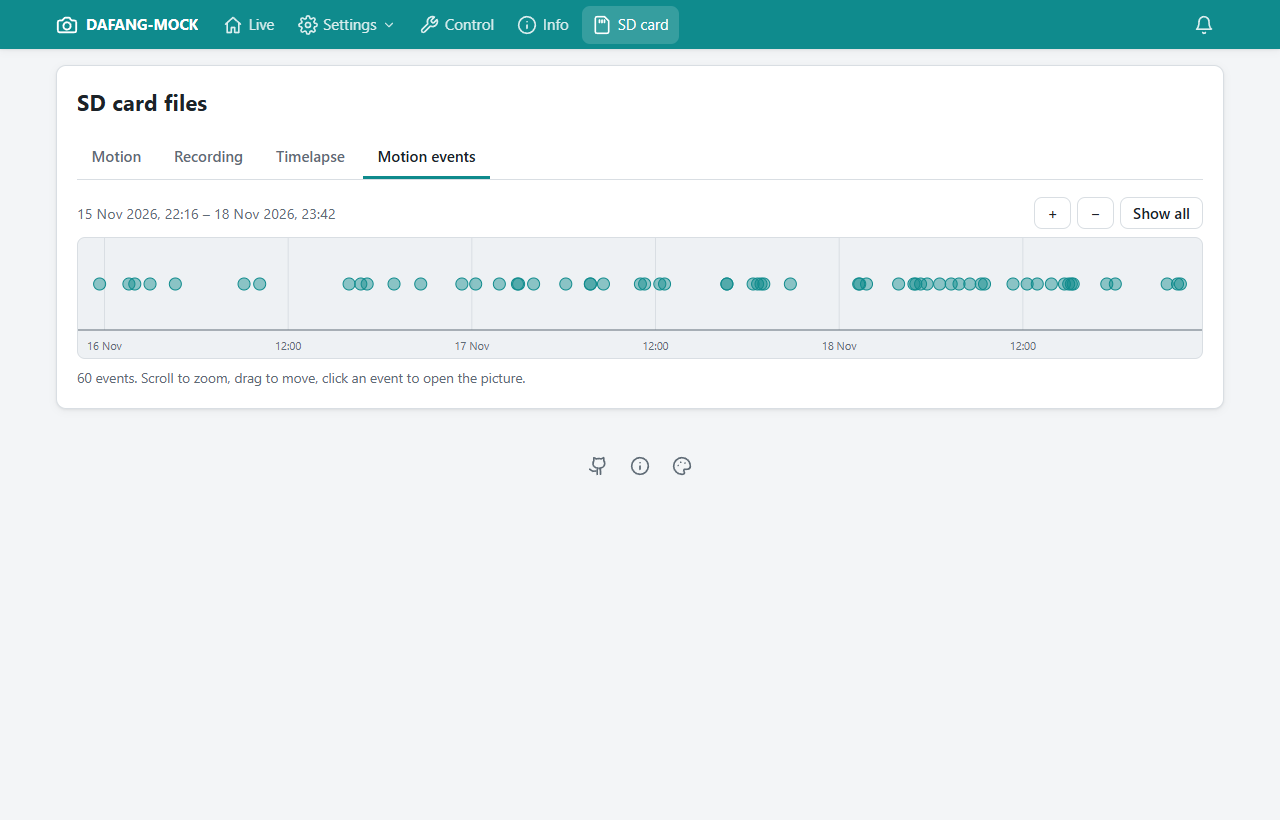 DAFANG-MOCK Live Settings Control Info SD card
SD card files
Motion Recording Timelapse Motion events
15 Nov 2026, 22:16 – 18 Nov 2026, 23:42 + − Show all
16 Nov 12:00 17 Nov 12:00 18 Nov 12:00
60 events. Scroll to zoom, drag to move, click an event to open the picture.